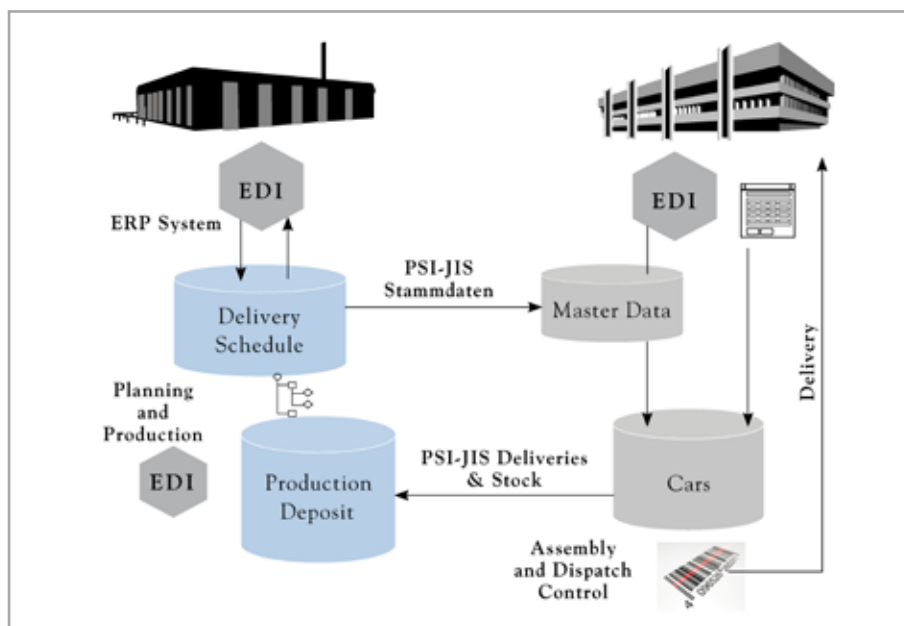 EDI
EDI
ERP System
PSI-JIS
Stammdaten
Delivery
Schedule
Master Data
Delivery
Planning
and
Production
EDI
Production
Deposit
PSI-JIS Deliveries
& Stock
Cars
Assembly
and Dispatch
Control